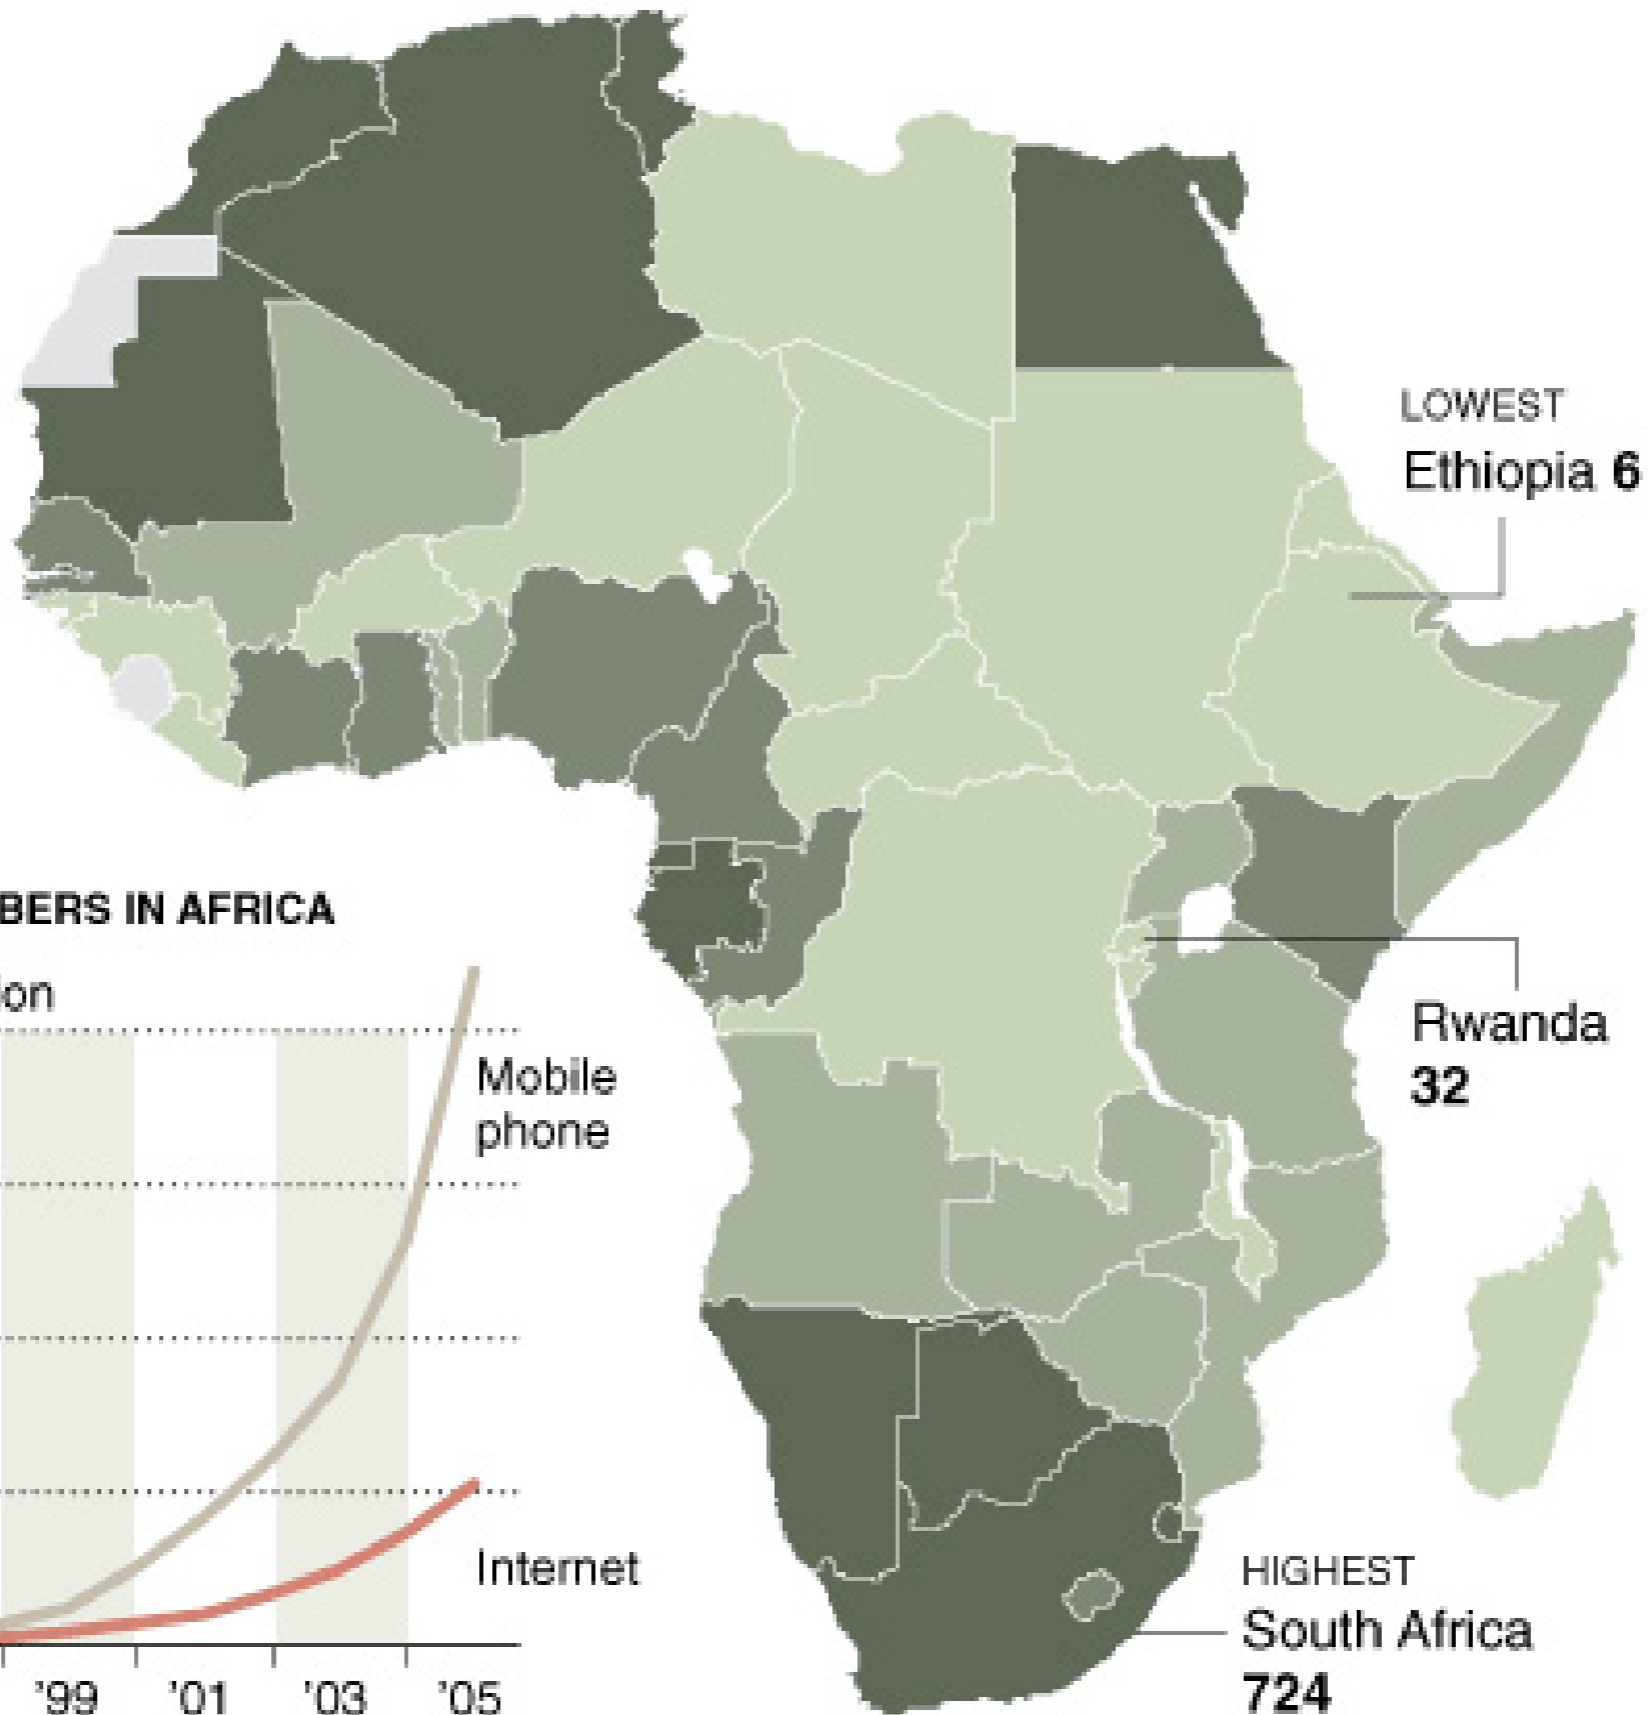 LOWEST
Ethiopia 6
BERS IN AFRICA
ion
Mobile
phone
Rwanda
32
Internet
HIGHEST
South Africa
724
’99 ’01 ’03 ’05